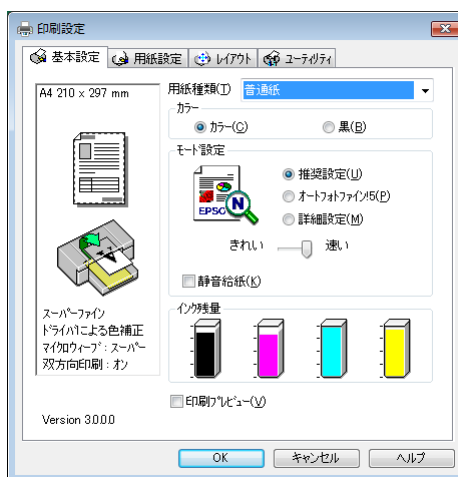 印刷設定
基本設定 用紙設定 レイアウト ユーティリティ
A4 210 x 297 mm
用紙種類(T) 普通紙
カラー
カラー(C) 黒(B)
モード設定
推奨設定(U)
オートフォトファイン!5(P)
詳細設定(M)
EPSO N
きれい 速い
静音給紙(K)
スーパーファイン
ドライバによる色補正
マイクロウィーブ：スーパー
双方向印刷：オン
インク残量
印刷プレビュー(V)
Version 3.0.0.0
OK キャンセル ヘルプ